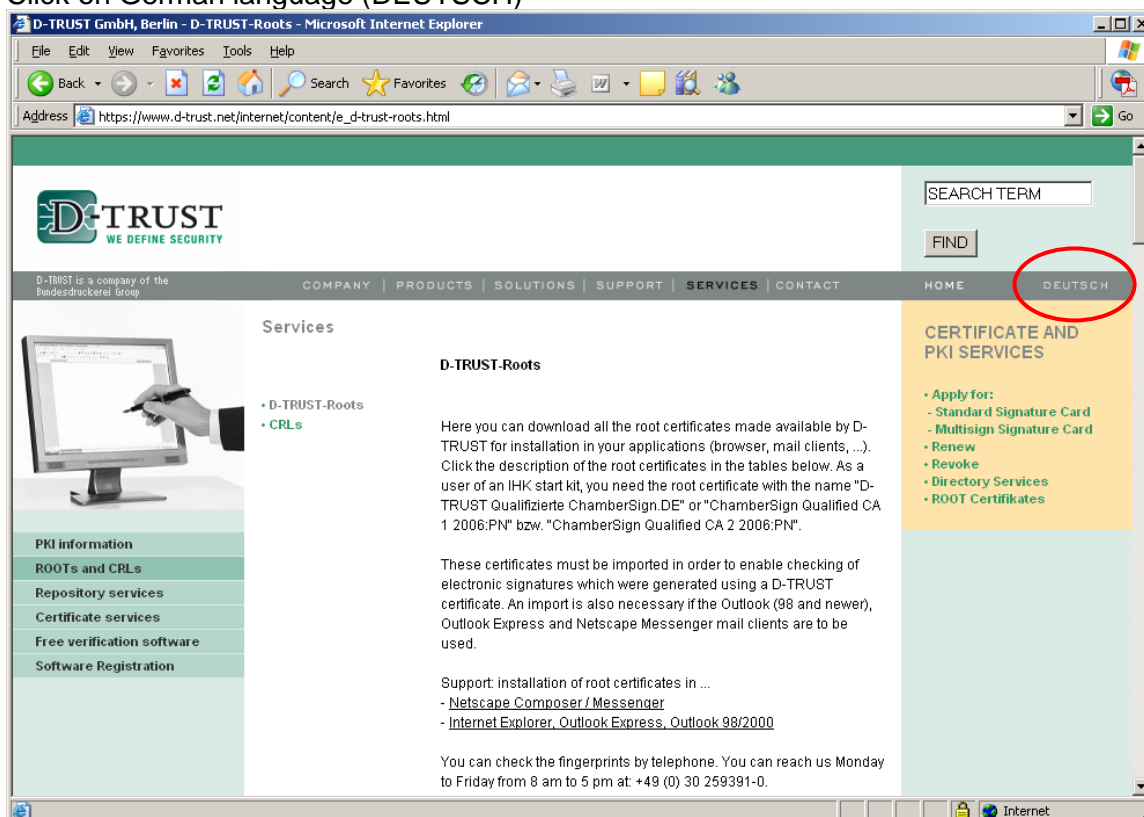 Click on German language (DEUTSCH)
D-TRUST GmbH, Berlin - D-TRUST-Roots - Microsoft Internet Explorer
File Edit View Favorites Tools Help
Back Search Favorites
Address https://www.d-trust.net/internet/content/e_d-trust-roots.html Go
SEARCH TERM
D-TRUST
WE DEFINE SECURITY
FIND
D-TRUST is a company of the
Bundesdruckerei Group
COMPANY | PRODUCTS | SOLUTIONS | SUPPORT | SERVICES | CONTACT
HOME DEUTSCH
Services
D-TRUST-Roots
• D-TRUST-Roots
• CRLs
Here you can download all the root certificates made available by D-
TRUST for installation in your applications (browser, mail clients, ...).
Click the description of the root certificates in the tables below. As a
user of an IHK start kit, you need the root certificate with the name "D-
TRUST Qualifizierte ChamberSign.DE" or "ChamberSign Qualified CA
1 2006:PN" bzw. "ChamberSign Qualified CA 2 2006:PN".
These certificates must be imported in order to enable checking of
electronic signatures which were generated using a D-TRUST
certificate. An import is also necessary if the Outlook (98 and newer),
Outlook Express and Netscape Messenger mail clients are to be
used.
Support: installation of root certificates in ...
- Netscape Composer / Messenger
- Internet Explorer, Outlook Express, Outlook 98/2000
You can check the fingerprints by telephone. You can reach us Monday
to Friday from 8 am to 5 pm at: +49 (0) 30 259391-0.
CERTIFICATE AND
PKI SERVICES
• Apply for:
- Standard Signature Card
- Multisign Signature Card
• Renew
• Revoke
• Directory Services
• ROOT Certifikates
PKI information
ROOTs and CRLs
Repository services
Certificate services
Free verification software
Software Registration
Internet